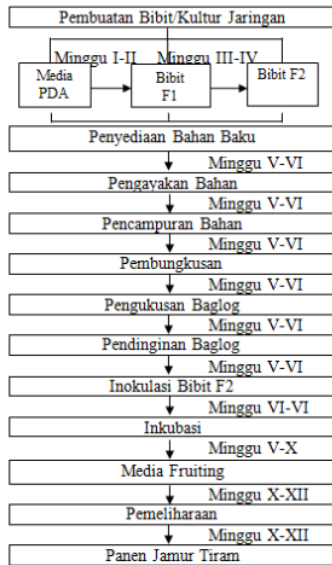 Pembuatan Bibit/Kultur Jaringan
Minggu I-II Minggu III-IV
Media PDA
Bibit F1
Bibit F2
Penyediaan Bahan Baku
Minggu V-VI
Pengayakan Bahan
Minggu V-VI
Pencampuran Bahan
Minggu V-VI
Pembungkusan
Minggu V-VI
Pengukusan Baglog
Minggu V-VI
Pendinginan Baglog
Minggu V-VI
Inokulasi Bibit F2
Minggu VI-VI
Inkubasi
Minggu V-X
Media Fruiting
Minggu X-XII
Pemeliharaan
Minggu X-XII
Panen Jamur Tiram